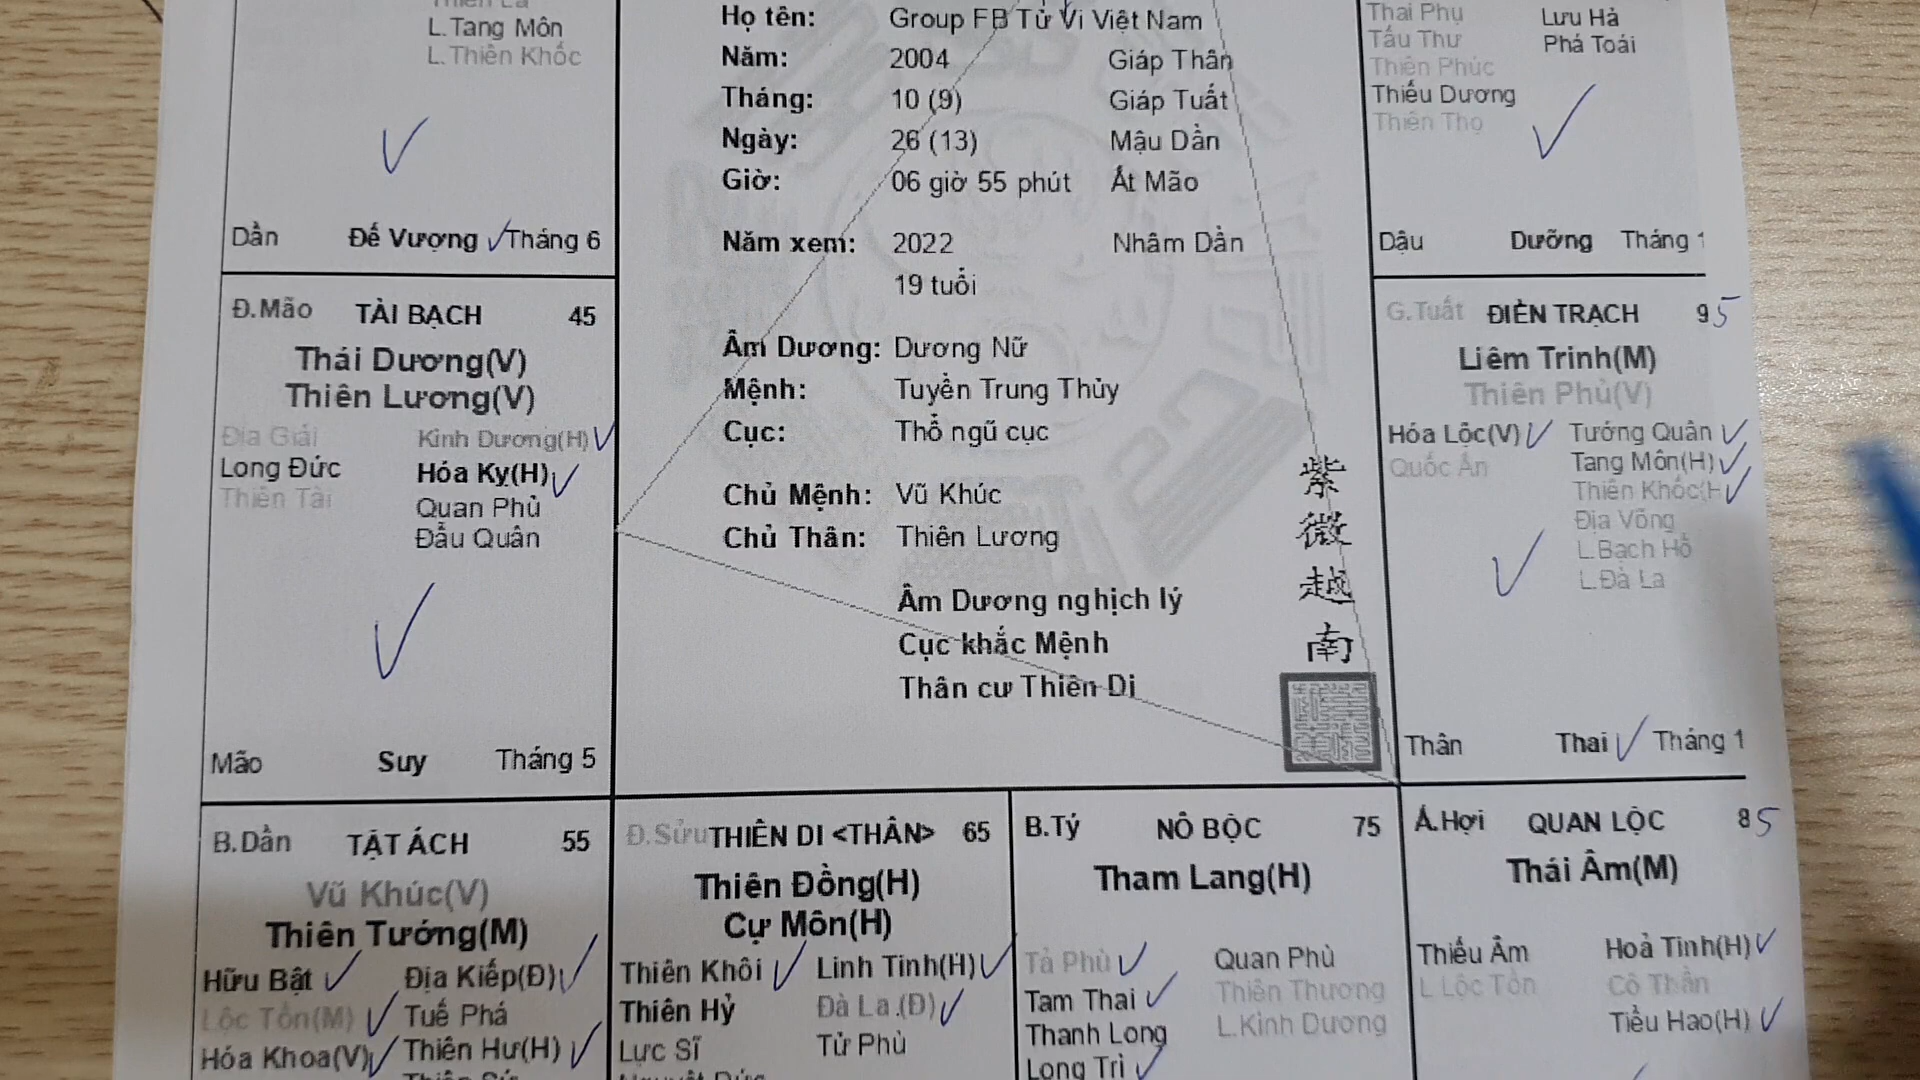 Thiên La
L.Tang Môn
L.Thiên Khốc
Dần Đế Vượng Tháng 6
Họ tên: Group FB Tử Vi Việt Nam
Năm: 2004 Giáp Thân
Tháng: 10 (9) Giáp Tuất
Ngày: 26 (13) Mậu Dần
Giờ: 06 giờ 55 phút Ất Mão
Năm xem: 2022 Nhâm Dần
19 tuổi
Âm Dương: Dương Nữ
Mệnh: Tuyền Trung Thủy
Cục: Thổ ngũ cục
Chủ Mệnh: Vũ Khúc
Chủ Thân: Thiên Lương
Âm Dương nghịch lý
Cục khắc Mệnh
Thân cư Thiên Di
紫
微
越
南
Thai Phụ Lưu Hà
Tấu Thư Phá Toái
Thiên Phúc
Thiếu Dương
Thiên Thọ
Dậu Dưỡng Tháng 1
Đ.Mão TÀI BẠCH 45
Thái Dương(V)
Thiên Lương(V)
Địa Giải Kình Dương(H)
Long Đức Hóa Kỵ(H)
Thiên Tài Quan Phủ
Đẩu Quân
Mão Suy Tháng 5
G.Tuất ĐIỀN TRẠCH 95
Liêm Trinh(M)
Thiên Phủ(V)
Hóa Lộc(V) Tướng Quân
Quốc Ấn Tang Môn(H)
Thiên Khốc(H
Địa Võng
L.Bạch Hổ
L.Đà La
Thân Thai Tháng 1
B.Dần TẬT ÁCH 55
Vũ Khúc(V)
Thiên Tướng(M)
Hữu Bật Địa Kiếp(Đ)
Lộc Tồn(M) Tuế Phá
Hóa Khoa(V) Thiên Hư(H)
Đ.Sửu THIÊN DI <THÂN> 65
Thiên Đồng(H)
Cự Môn(H)
Thiên Khôi Linh Tinh(H)
Thiên Hỷ Đà La.(Đ)
Lực Sĩ Tử Phù
Nguyệt Đức
B.Tý NÔ BỘC 75
Tham Lang(H)
Tả Phù Quan Phù
Tam Thai Thiên Thương
Thanh Long L.Kình Dương
Long Trì
Ấ.Hợi QUAN LỘC 85
Thái Âm(M)
Thiếu Âm Hoả Tinh(H)
L.Lộc Tồn Cô Thần
Tiểu Hao(H)